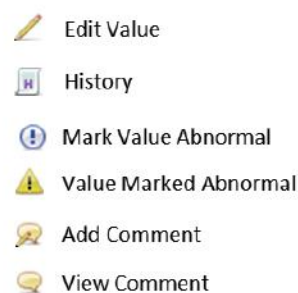 Edit Value
H History
! Mark Value Abnormal
! Value Marked Abnormal
Add Comment
View Comment